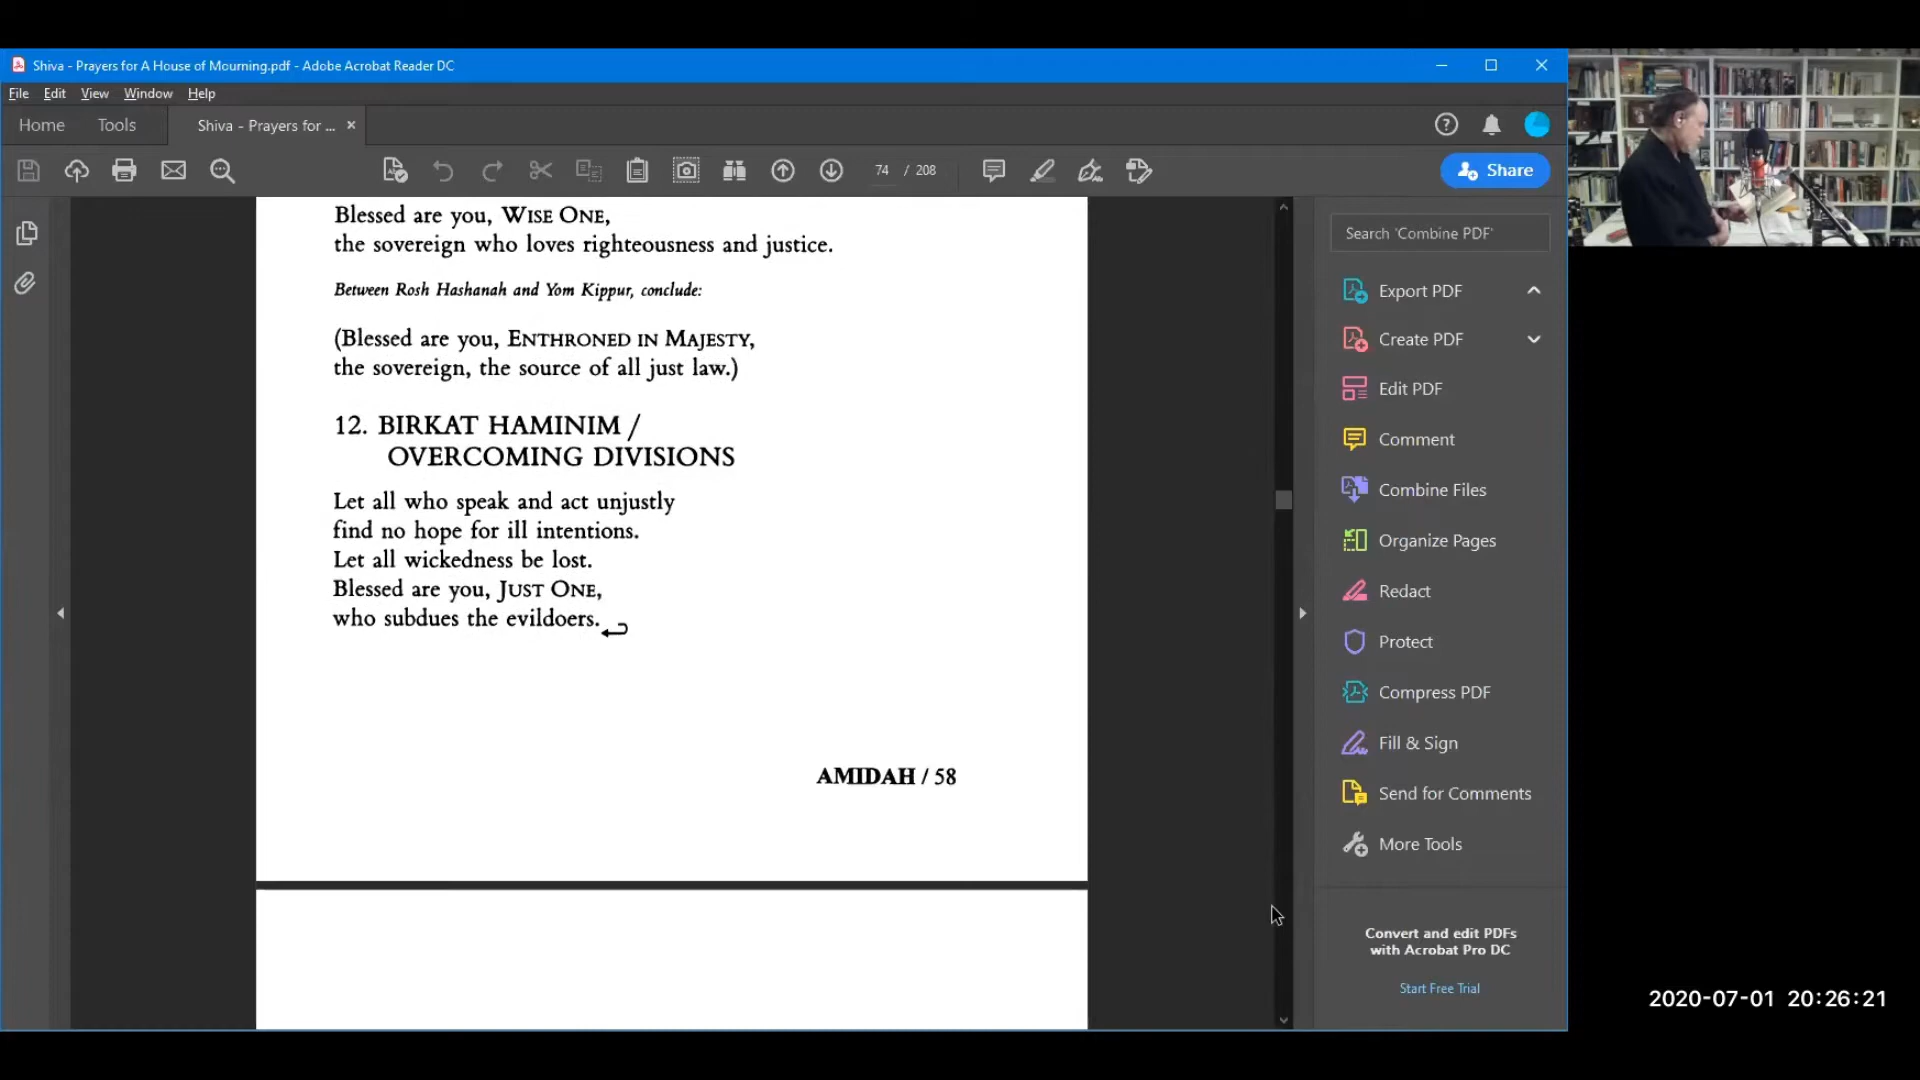 Shiva - Prayers for A House of Mourning.pdf - Adobe Acrobat Reader DC
File Edit View Window Help
Home Tools Shiva - Prayers for ... ×
74 / 208
Share
Blessed are you, WISE ONE,
the sovereign who loves righteousness and justice.
Between Rosh Hashanah and Yom Kippur, conclude:
(Blessed are you, ENTHRONED IN MAJESTY,
the sovereign, the source of all just law.)
12. BIRKAT HAMINIM /
OVERCOMING DIVISIONS
Let all who speak and act unjustly
find no hope for ill intentions.
Let all wickedness be lost.
Blessed are you, JUST ONE,
who subdues the evildoers.
AMIDAH / 58
Search 'Combine PDF'
Export PDF
Create PDF
Edit PDF
Comment
Combine Files
Organize Pages
Redact
Protect
Compress PDF
Fill & Sign
Send for Comments
More Tools
Convert and edit PDFs
with Acrobat Pro DC
Start Free Trial
2020-07-01 20:26:21